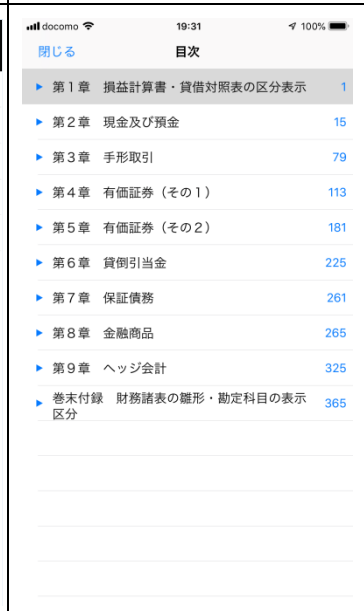 docomo 19:31 100%
閉じる 目次
第1章 損益計算書・貸借対照表の区分表示 1
第2章 現金及び預金 15
第3章 手形取引 79
第4章 有価証券（その1） 113
第5章 有価証券（その2） 181
第6章 貸倒引当金 225
第7章 保証債務 261
第8章 金融商品 265
第9章 ヘッジ会計 325
巻末付録 財務諸表の雛形・勘定科目の表示 365
区分